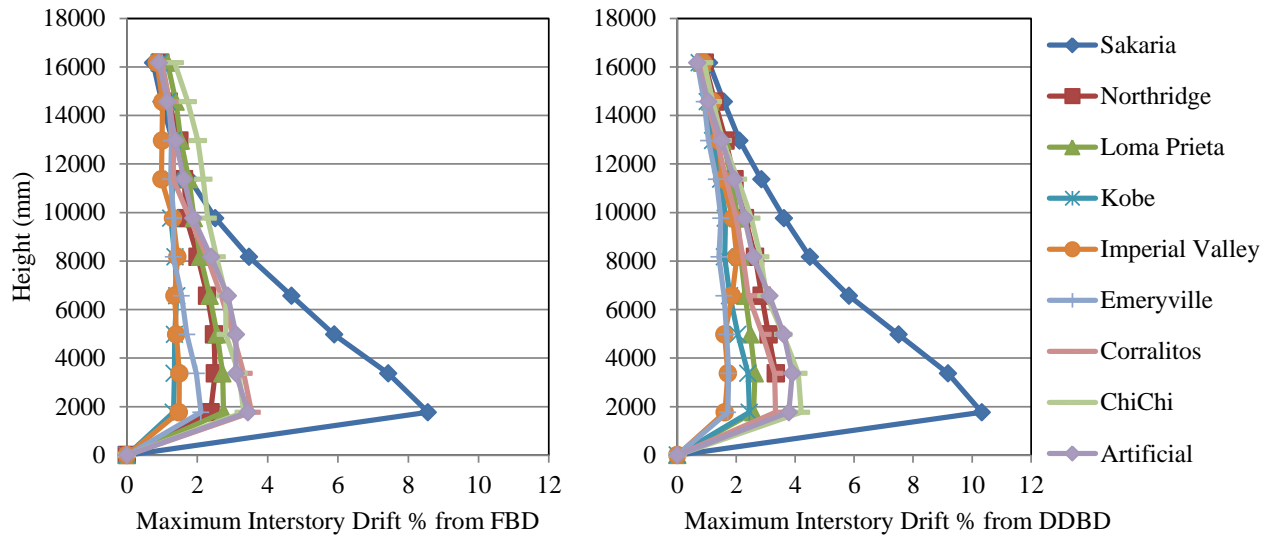 18000
16000
14000
12000
10000
8000
6000
4000
2000
0
Height (mm)
0 2 4 6 8 10 12
Maximum Interstory Drift % from FBD
18000
16000
14000
12000
10000
8000
6000
4000
2000
0
0 2 4 6 8 10 12
Maximum Interstory Drift % from DDBD
Sakaria
Northridge
Loma Prieta
Kobe
Imperial Valley
Emeryville
Corralitos
ChiChi
Artificial